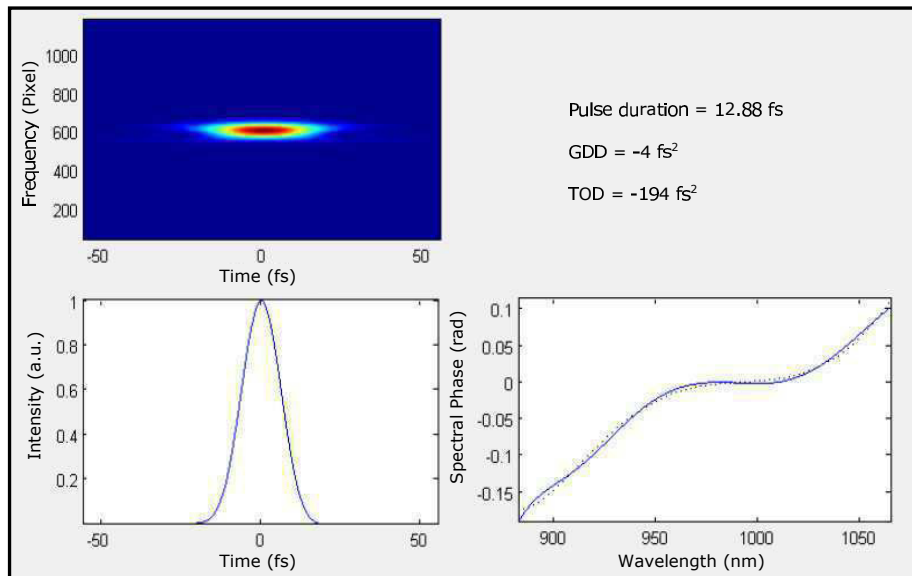 Frequency (Pixel)
1000
800
600
400
200
-50
0
50
Time (fs)
Pulse duration = 12.88 fs
GDD = -4 fs²
TOD = -194 fs²
Intensity (a.u.)
1
0.8
0.6
0.4
0.2
-50
0
50
Time (fs)
Spectral Phase (rad)
0.1
0.05
0
-0.05
-0.1
-0.15
900
950
1000
1050
Wavelength (nm)